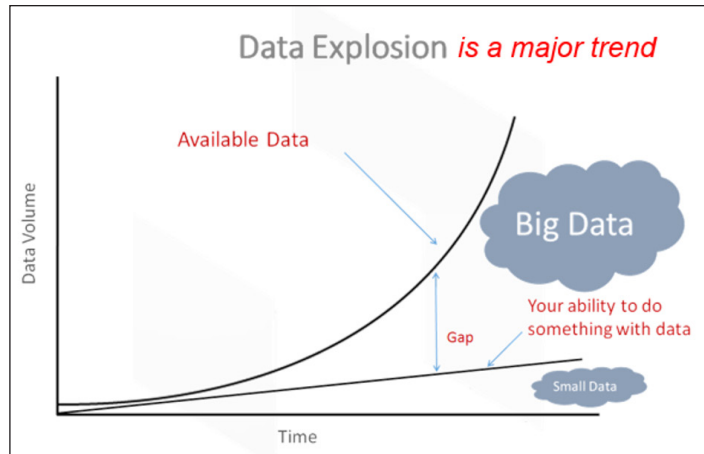 Data Explosion is a major trend
Available Data
Big Data
Data Volume
Your ability to do
something with data
Gap
Small Data
Time